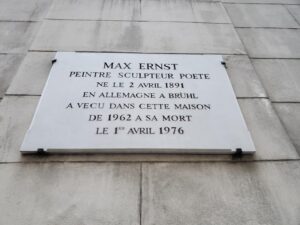 MAX ERNST
PEINTRE SCULPTEUR POETE
NE LE 2 AVRIL 1891
EN ALLEMAGNE A BRUHL
A VECU DANS CETTE MAISON
DE 1962 A SA MORT
LE 1ER AVRIL 1976